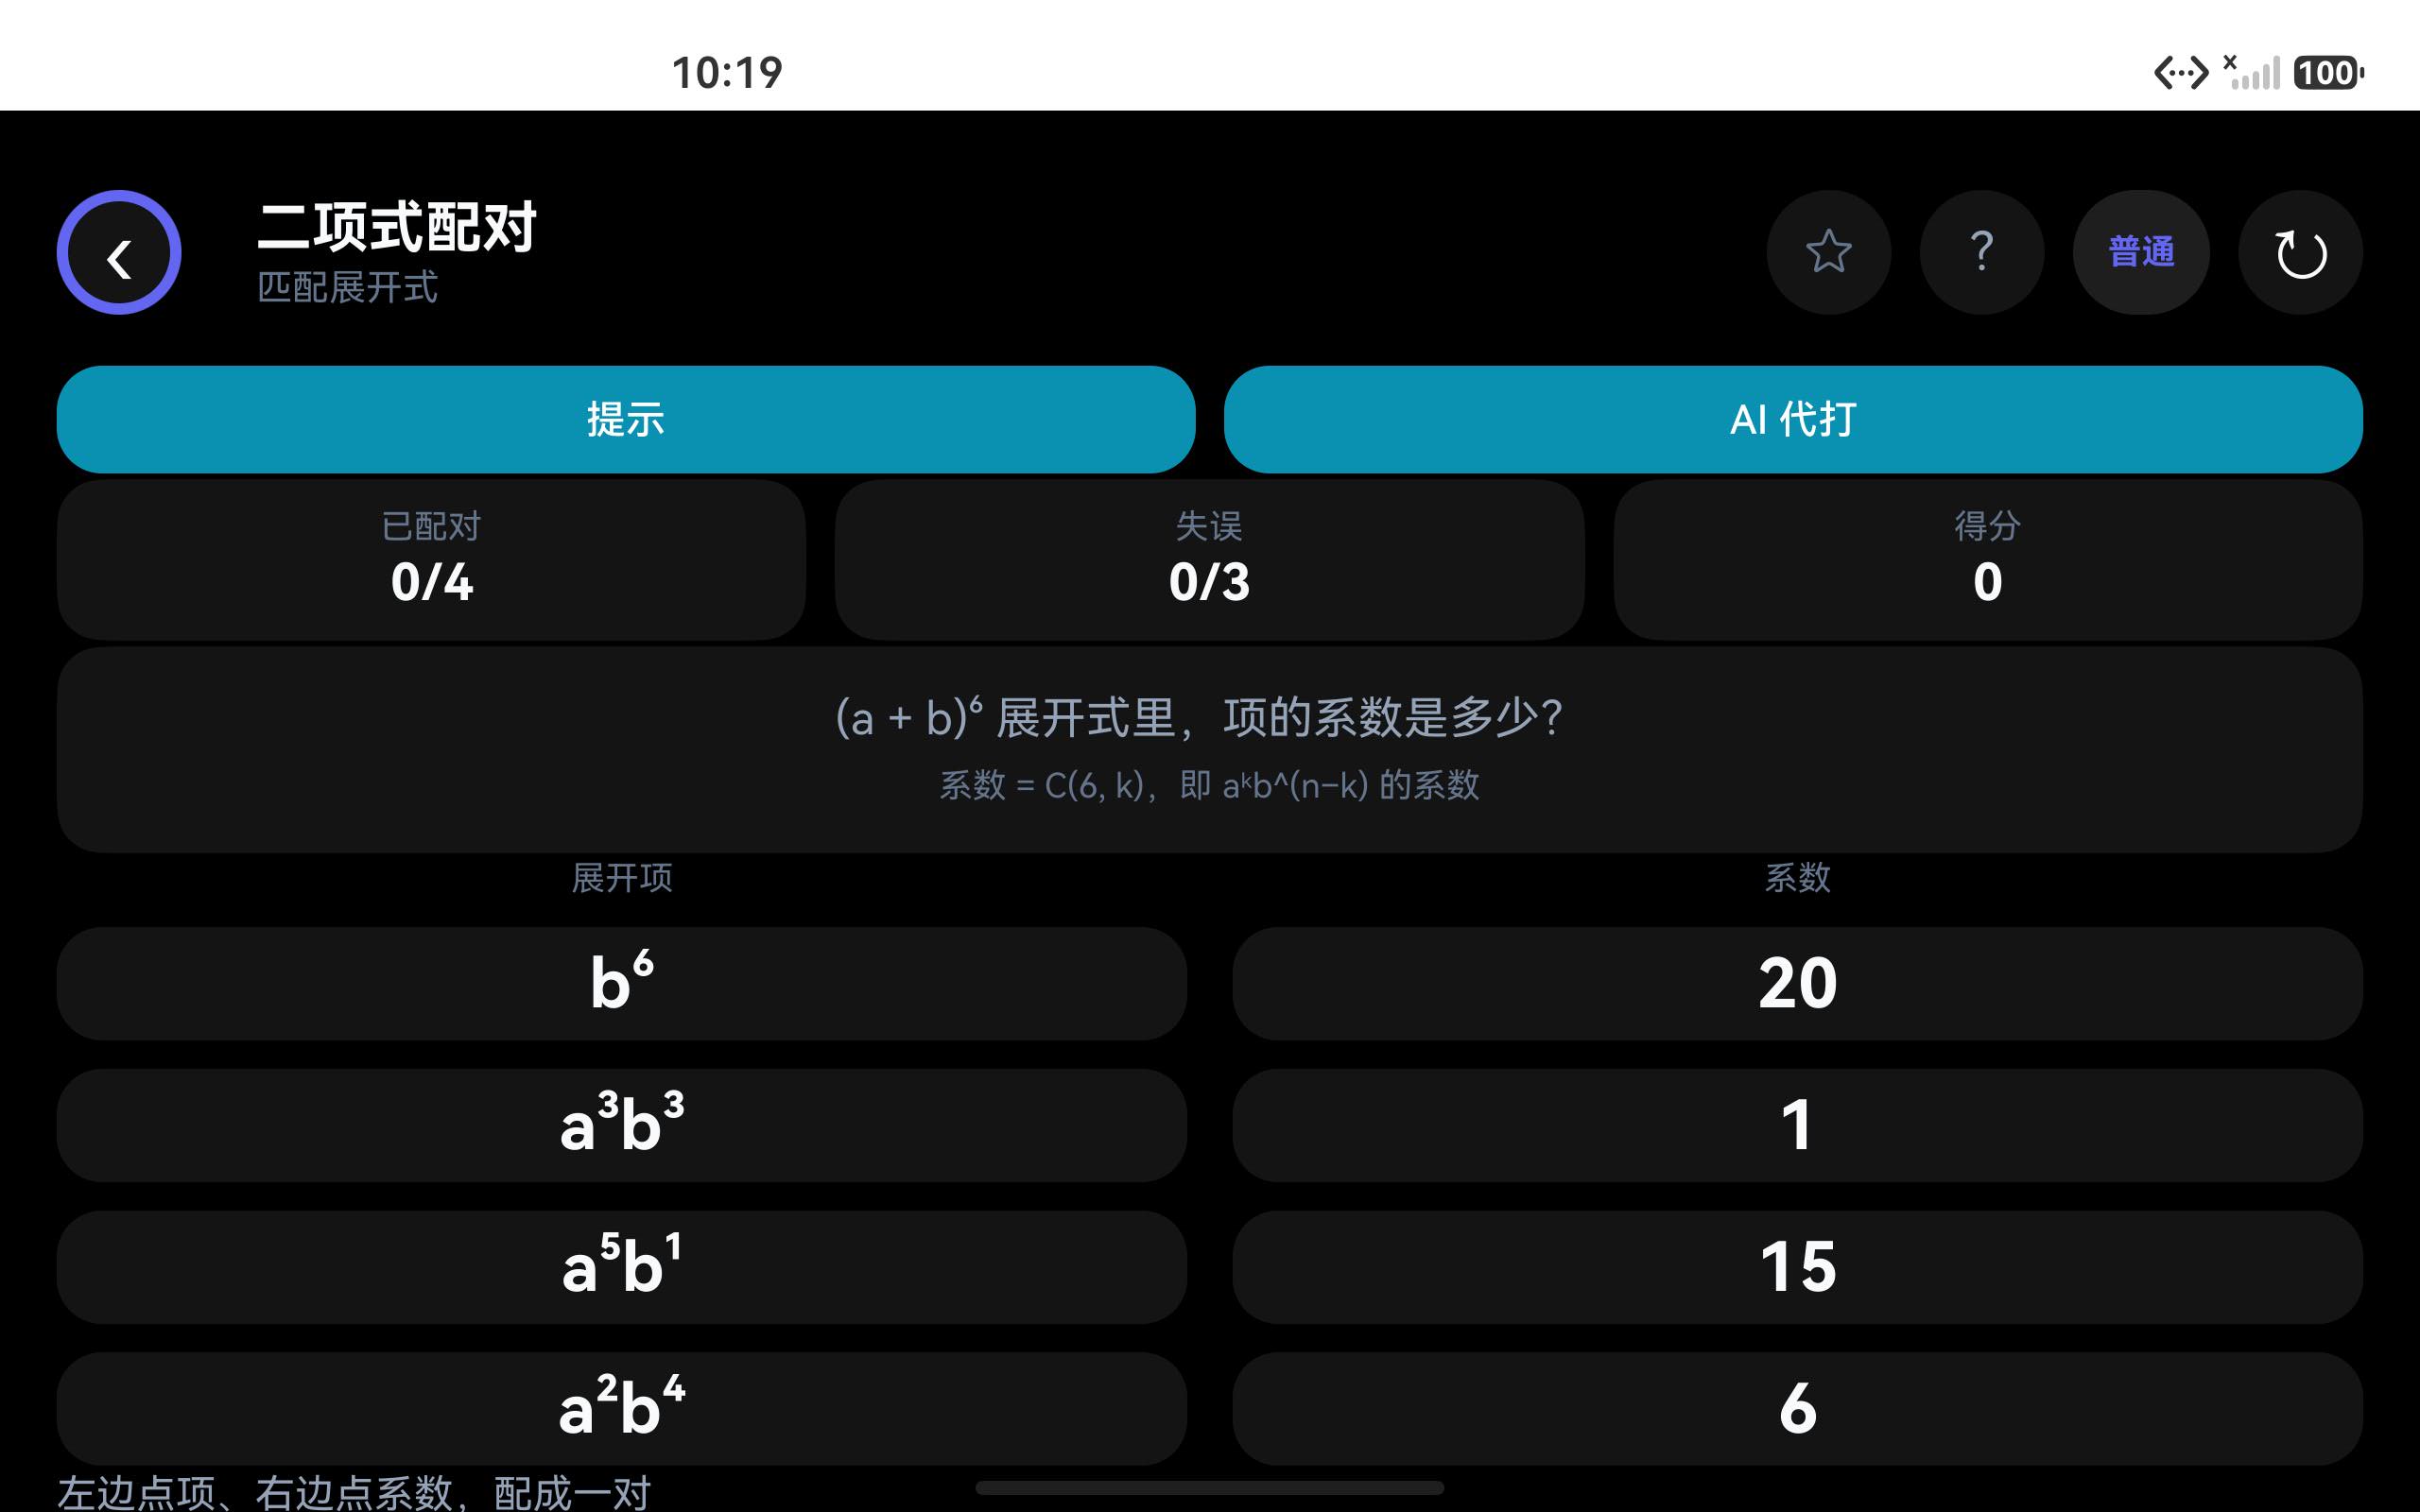 10:19
100
二项式配对
匹配展开式
?
普通
提示
AI 代打
已配对
0/4
失误
0/3
得分
0
(a + b)⁶ 展开式里，项的系数是多少?
系数 = C(6, k)，即 aᵏb^(n−k) 的系数
展开项
系数
b⁶
20
a³b³
1
a⁵b¹
15
a²b⁴
6
左边点项、右边点系数，配成一对